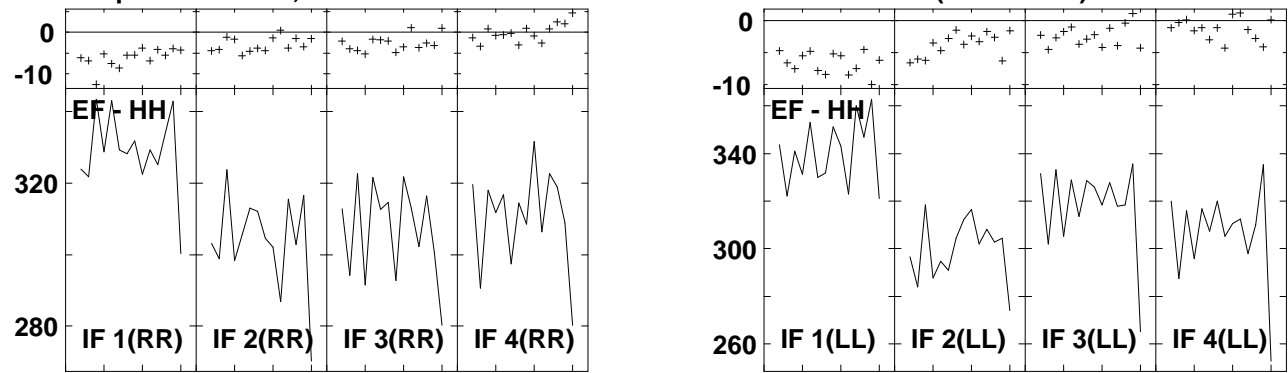 0
-10
EF - HH
320
280
IF 1(RR) IF 2(RR) IF 3(RR) IF 4(RR)
0
-10
EF - HH
340
300
260
IF 1(LL) IF 2(LL) IF 3(LL) IF 4(LL)